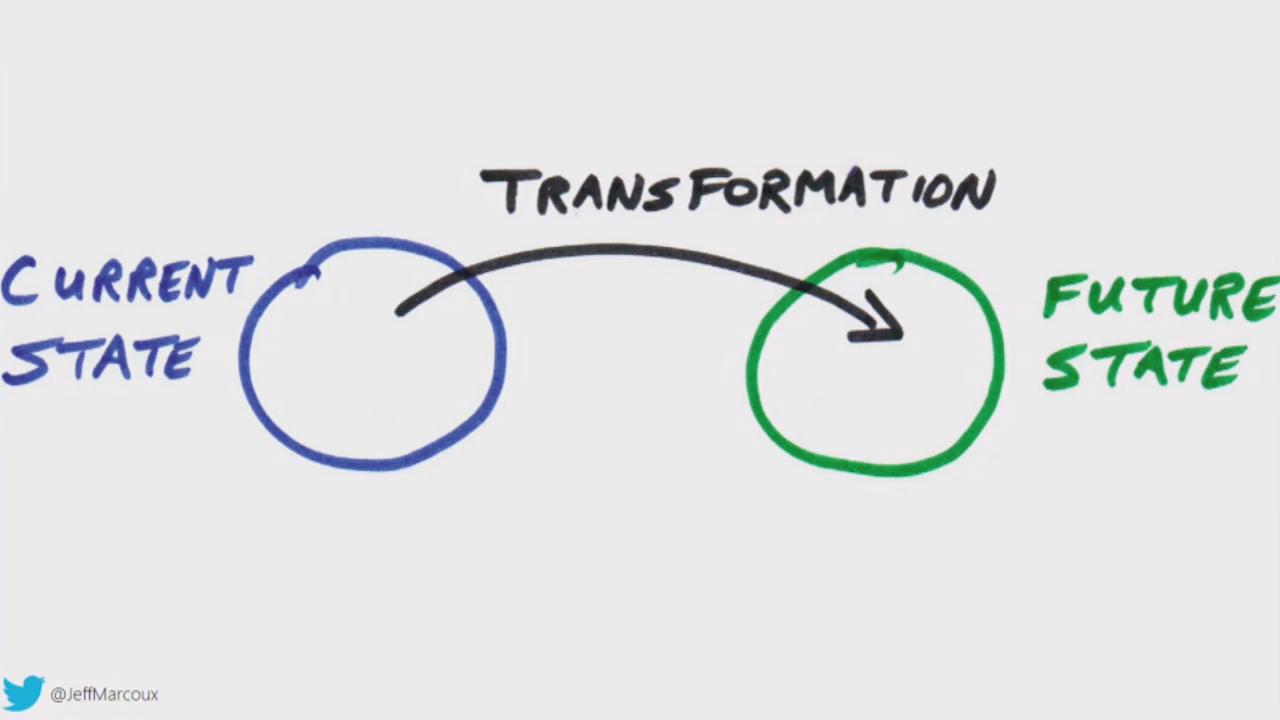 TRANSFORMATION
CURRENT
STATE
FUTURE
STATE
@JeffMarcoux